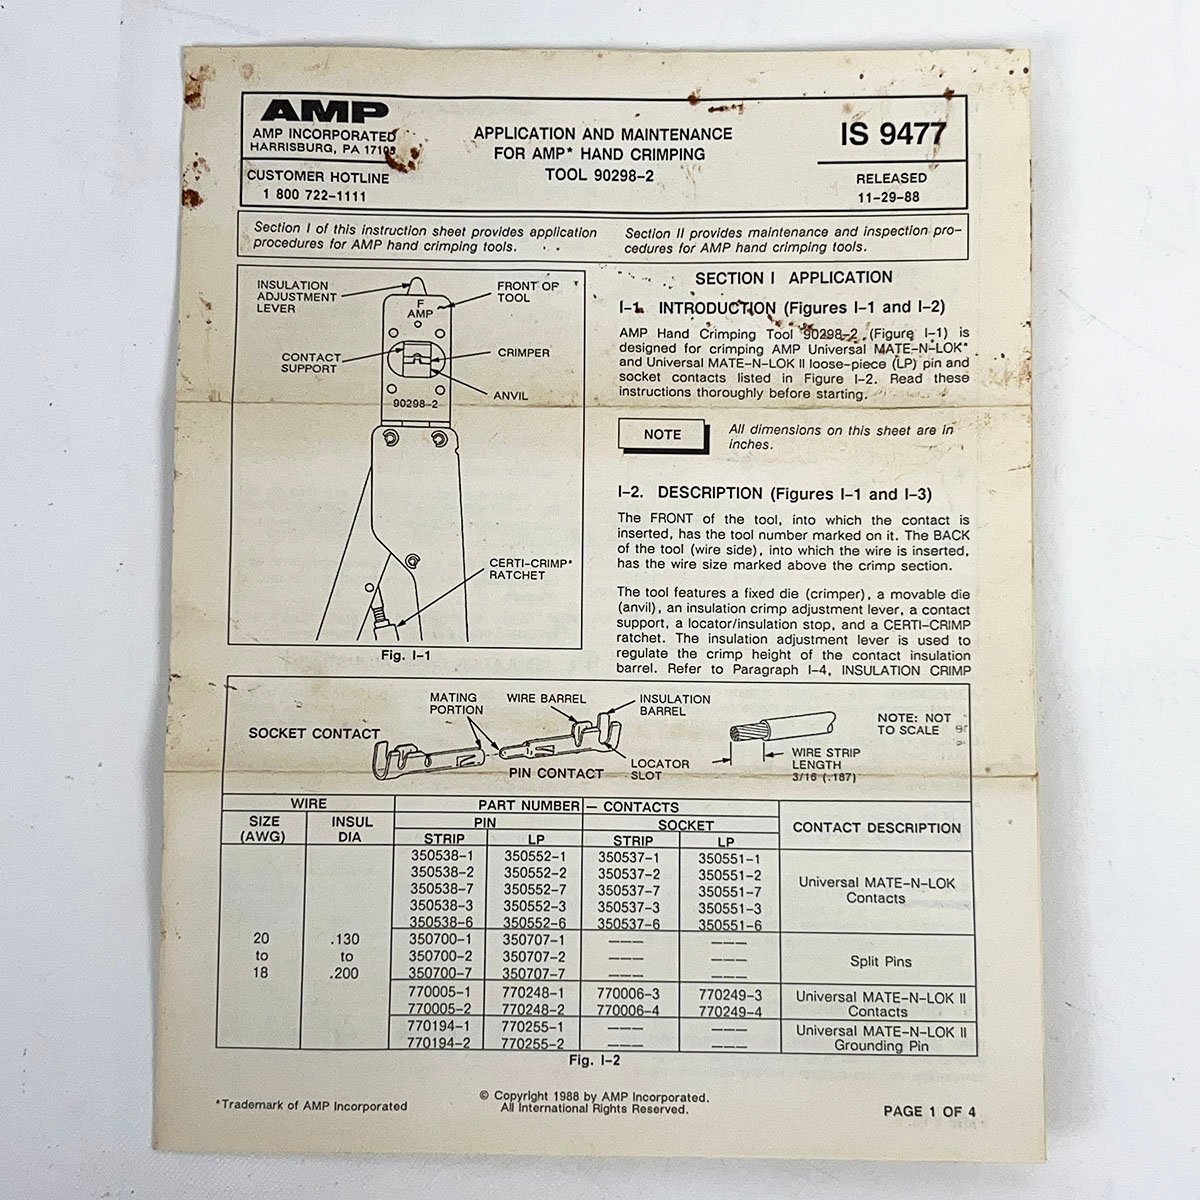 AMP
AMP INCORPORATED
HARRISBURG, PA 17105
CUSTOMER HOTLINE
1 800 722-1111
APPLICATION AND MAINTENANCE
FOR AMP* HAND CRIMPING
TOOL 90298-2
IS 9477
RELEASED
11-29-88
Section I of this instruction sheet provides application
procedures for AMP hand crimping tools.
Section II provides maintenance and inspection pro-
cedures for AMP hand crimping tools.
INSULATION
ADJUSTMENT
LEVER
FRONT OF
TOOL
F
AMP
CONTACT
SUPPORT
CRIMPER
ANVIL
90298-2
CERTI-CRIMP*
RATCHET
Fig. I-1
SECTION I APPLICATION
I-1. INTRODUCTION (Figures I-1 and I-2)
AMP Hand Crimping Tool 90298-2 (Figure I-1) is
designed for crimping AMP Universal MATE-N-LOK*
and Universal MATE-N-LOK II loose-piece (LP) pin and
socket contacts listed in Figure I-2. Read these
instructions thoroughly before starting.
NOTE
All dimensions on this sheet are in
inches.
I-2. DESCRIPTION (Figures I-1 and I-3)
The FRONT of the tool, into which the contact is
inserted, has the tool number marked on it. The BACK
of the tool (wire side), into which the wire is inserted,
has the wire size marked above the crimp section.
The tool features a fixed die (crimper), a movable die
(anvil), an insulation crimp adjustment lever, a contact
support, a locator/insulation stop, and a CERTI-CRIMP
ratchet. The insulation adjustment lever is used to
regulate the crimp height of the contact insulation
barrel. Refer to Paragraph I-4, INSULATION CRIMP
SOCKET CONTACT
MATING
PORTION
WIRE BARREL
INSULATION
BARREL
PIN CONTACT
LOCATOR
SLOT
WIRE STRIP
LENGTH
3/16 (.187)
NOTE: NOT
TO SCALE
WIRE PART NUMBER - CONTACTS CONTACT DESCRIPTION
SIZE (AWG) INSUL DIA PIN SOCKET
STRIP LP STRIP LP
350538-1 350552-1 350537-1 350551-1
350538-2 350552-2 350537-2 350551-2
350538-7 350552-7 350537-7 350551-7
350538-3 350552-3 350537-3 350551-3
350538-6 350552-6 350537-6 350551-6
Universal MATE-N-LOK
Contacts
20 .130
to to
18 .200
350700-1 350707-1 --- ---
350700-2 350707-2 --- ---
350700-7 350707-7 --- ---
Split Pins
770005-1 770248-1 770006-3 770249-3
770005-2 770248-2 770006-4 770249-4
Universal MATE-N-LOK II
Contacts
770194-1 770255-1 --- ---
770194-2 770255-2 --- ---
Universal MATE-N-LOK II
Grounding Pin
Fig. I-2
*Trademark of AMP Incorporated
© Copyright 1988 by AMP Incorporated.
All International Rights Reserved.
PAGE 1 OF 4